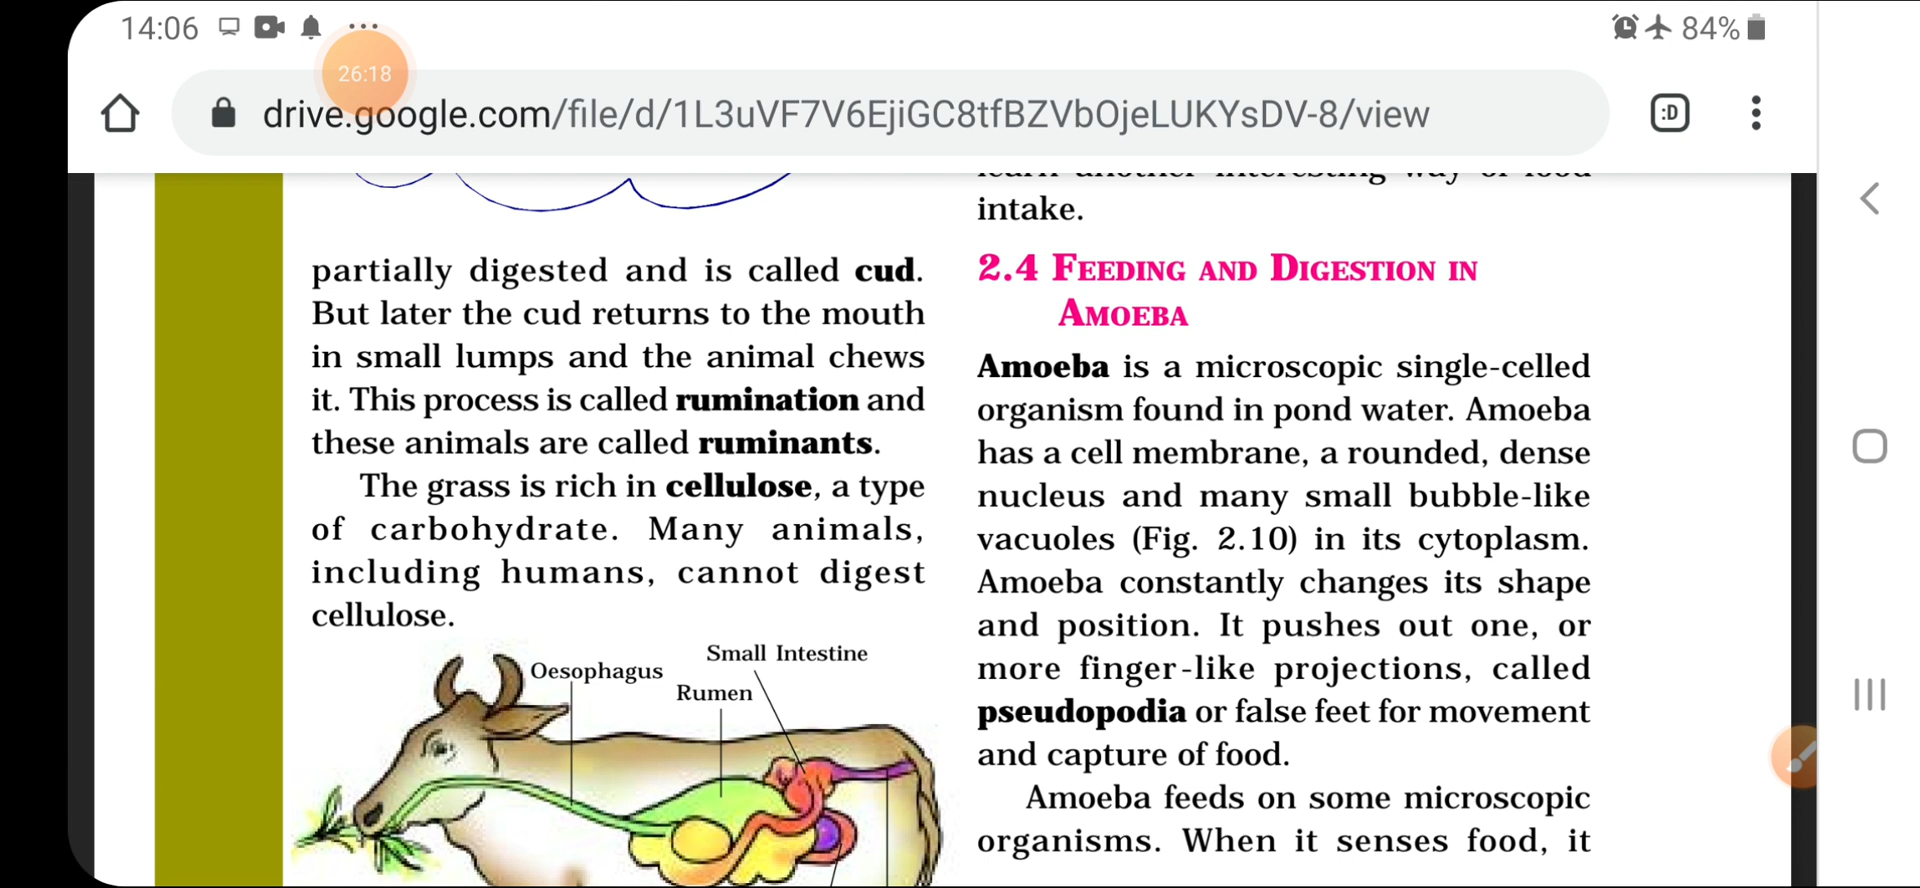 14:06
84%
26:18
drive.google.com/file/d/1L3uVF7V6EjiGC8tfBZVbOjeLUKYsDV-8/view
:D
partially digested and is called cud.
But later the cud returns to the mouth
in small lumps and the animal chews
it. This process is called rumination and
these animals are called ruminants.
The grass is rich in cellulose, a type
of carbohydrate. Many animals,
including humans, cannot digest
cellulose.
Oesophagus
Small Intestine
Rumen
learn another interesting way of food
intake.
2.4 FEEDING AND DIGESTION IN
AMOEBA
Amoeba is a microscopic single-celled
organism found in pond water. Amoeba
has a cell membrane, a rounded, dense
nucleus and many small bubble-like
vacuoles (Fig. 2.10) in its cytoplasm.
Amoeba constantly changes its shape
and position. It pushes out one, or
more finger-like projections, called
pseudopodia or false feet for movement
and capture of food.
Amoeba feeds on some microscopic
organisms. When it senses food, it